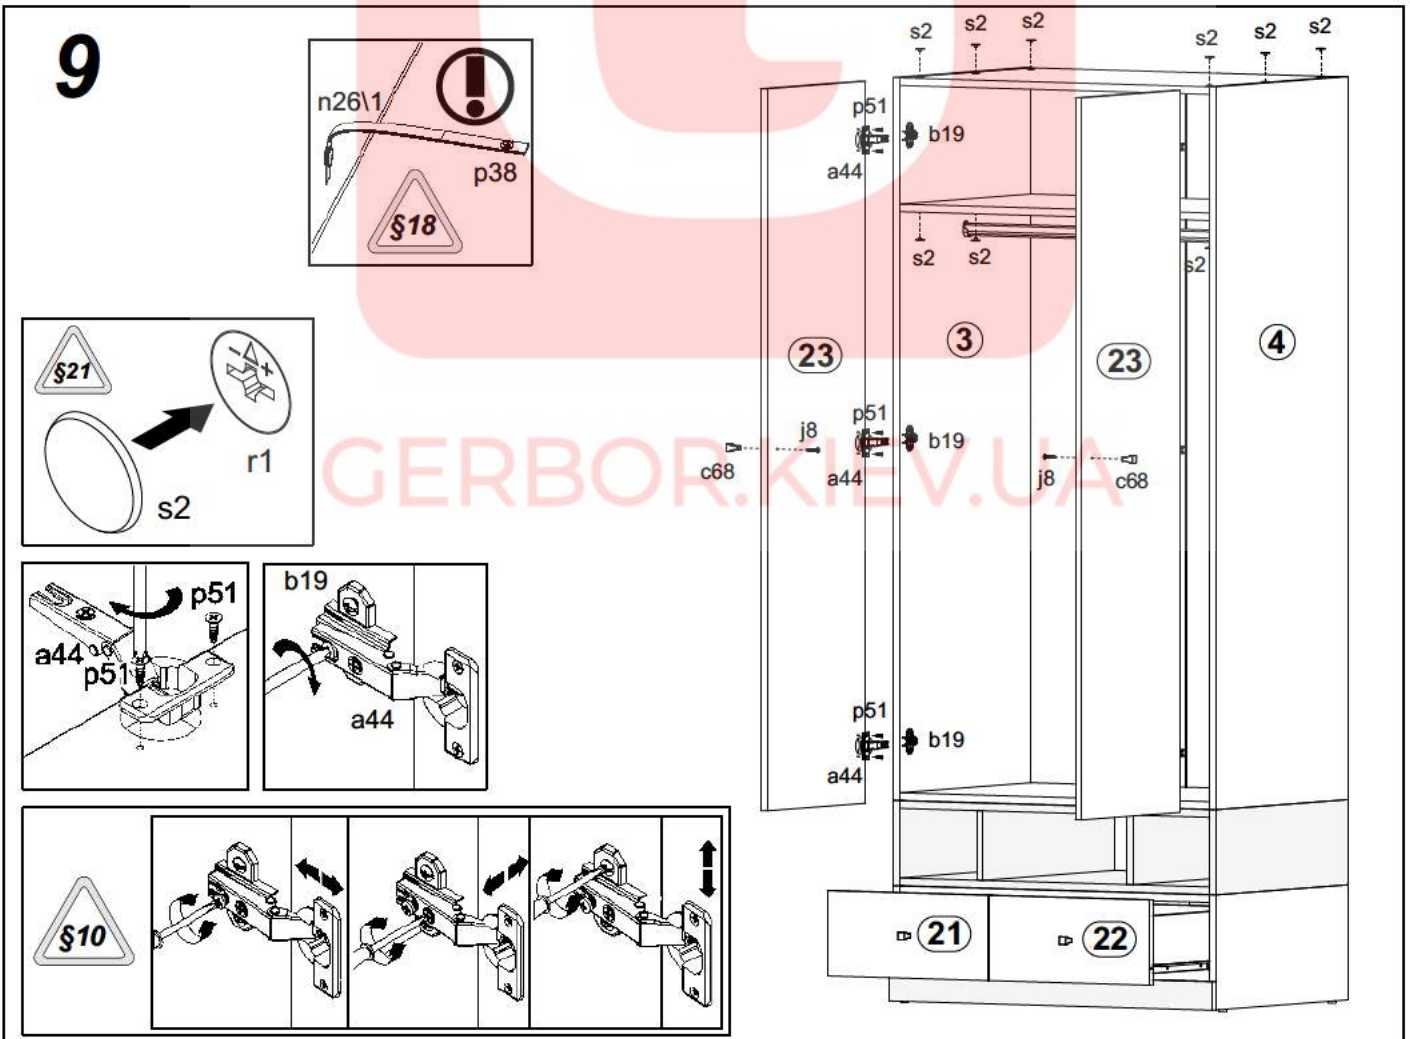 9
n26\1
p38
§18
§21
r1
s2
p51
a44
p51
b19
a44
§10
s2
s2
s2
s2
s2
s2
p51
b19
a44
s2
s2
s2
23
3
23
4
p51
j8
b19
c68
a44
j8
c68
GERBOR.KIEV.UA
p51
b19
a44
21
22